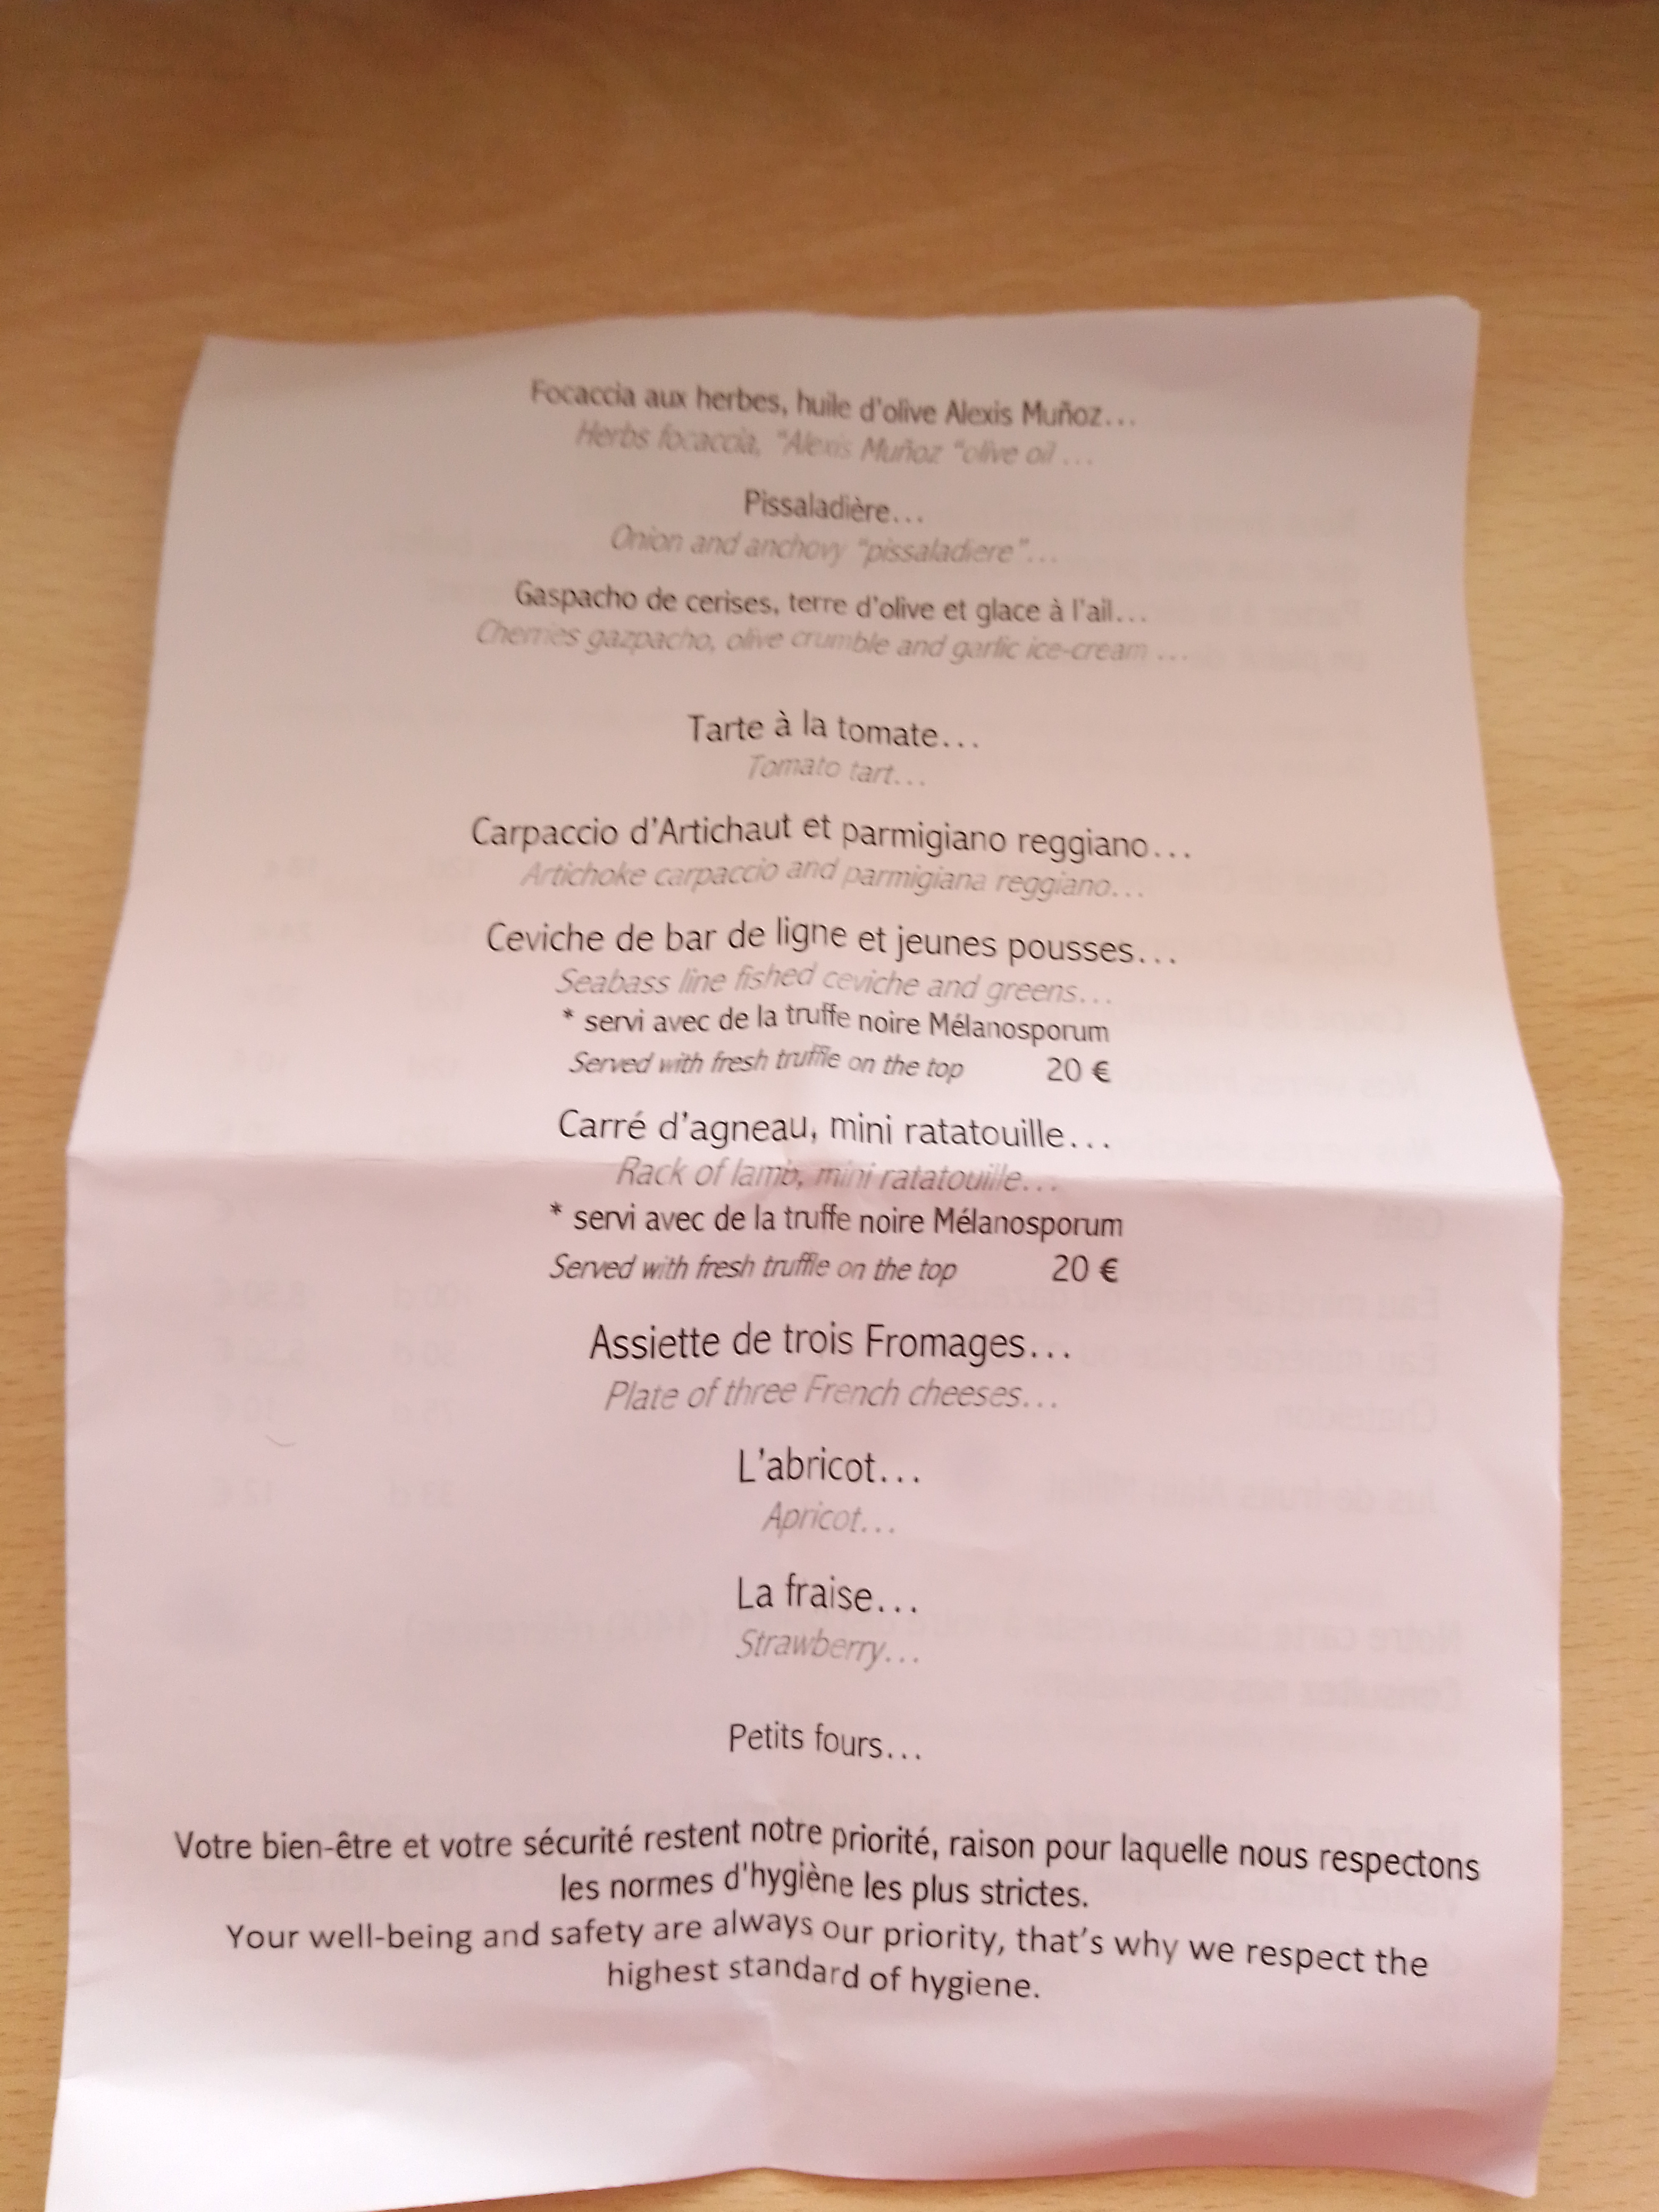 Focaccia aux herbes, huile d'olive Alexis Muñoz...
Herbs focaccia, "Alexis Muñoz "olive oil ...
Pissaladière...
Onion and anchovy "pissaladiere"...
Gaspacho de cerises, terre d'olive et glace à l'ail...
Cherries gazpacho, olive crumble and garlic ice-cream ...
Tarte à la tomate...
Tomato tart...
Carpaccio d'Artichaut et parmigiano reggiano...
Artichoke carpaccio and parmigiana reggiano...
Ceviche de bar de ligne et jeunes pousses...
Seabass line fished ceviche and greens...
* servi avec de la truffe noire Mélanosporum
Served with fresh truffle on the top 20 €
Carré d'agneau, mini ratatouille...
Rack of lamb, mini ratatouille...
* servi avec de la truffe noire Mélanosporum
Served with fresh truffle on the top 20 €
Assiette de trois Fromages...
Plate of three French cheeses...
L'abricot...
Apricot...
La fraise...
Strawberry...
Petits fours...
Votre bien-être et votre sécurité restent notre priorité, raison pour laquelle nous respectons
les normes d'hygiène les plus strictes.
Your well-being and safety are always our priority, that's why we respect the
highest standard of hygiene.